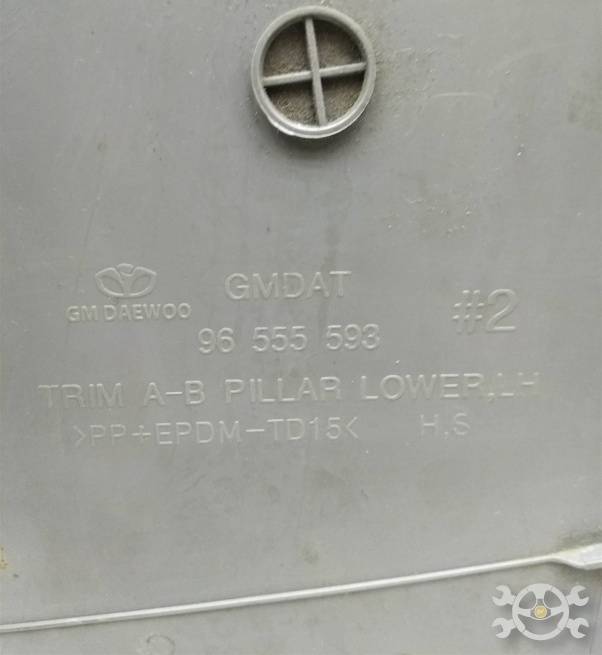 GMDAT
GM DAEWOO
#2
96 555 593
TRIM A-B PILLAR LOWER,LH
>PP+EPDM-TD15< H.S